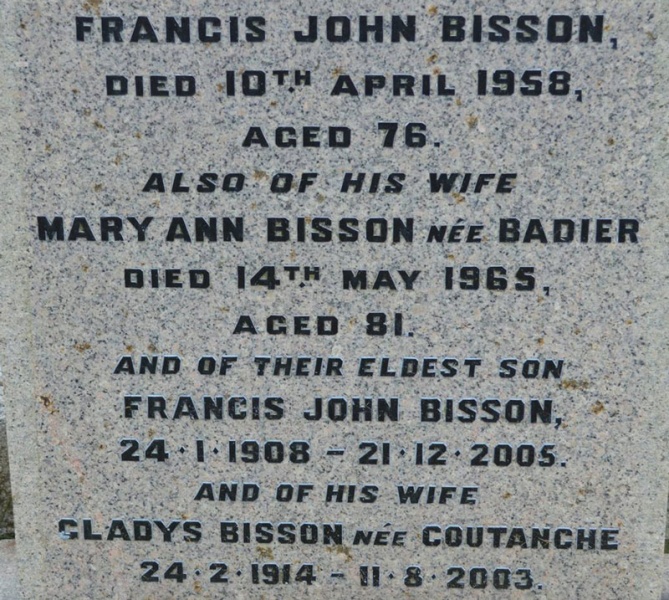 FRANCIS JOHN BISSON,
DIED 10TH APRIL 1958,
AGED 76.
ALSO OF HIS WIFE
MARY ANN BISSON NÉE BADIER
DIED 14TH MAY 1965,
AGED 81.
AND OF THEIR ELDEST SON
FRANCIS JOHN BISSON,
24·1·1908 – 21·12·2005.
AND OF HIS WIFE
GLADYS BISSON NÉE COUTANCHE
24·2·1914 – 11·8·2003.